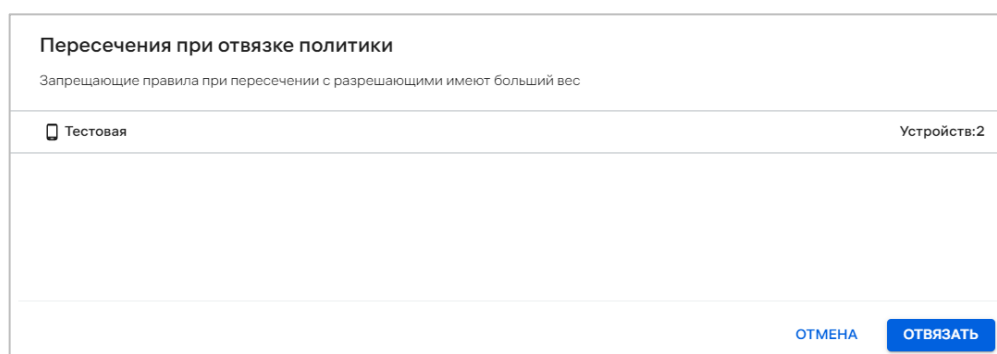 Пересечения при отвязке политики
Запрещающие правила при пересечении с разрешающими имеют больший вес
Тестовая Устройств:2
ОТМЕНА ОТВЯЗАТЬ